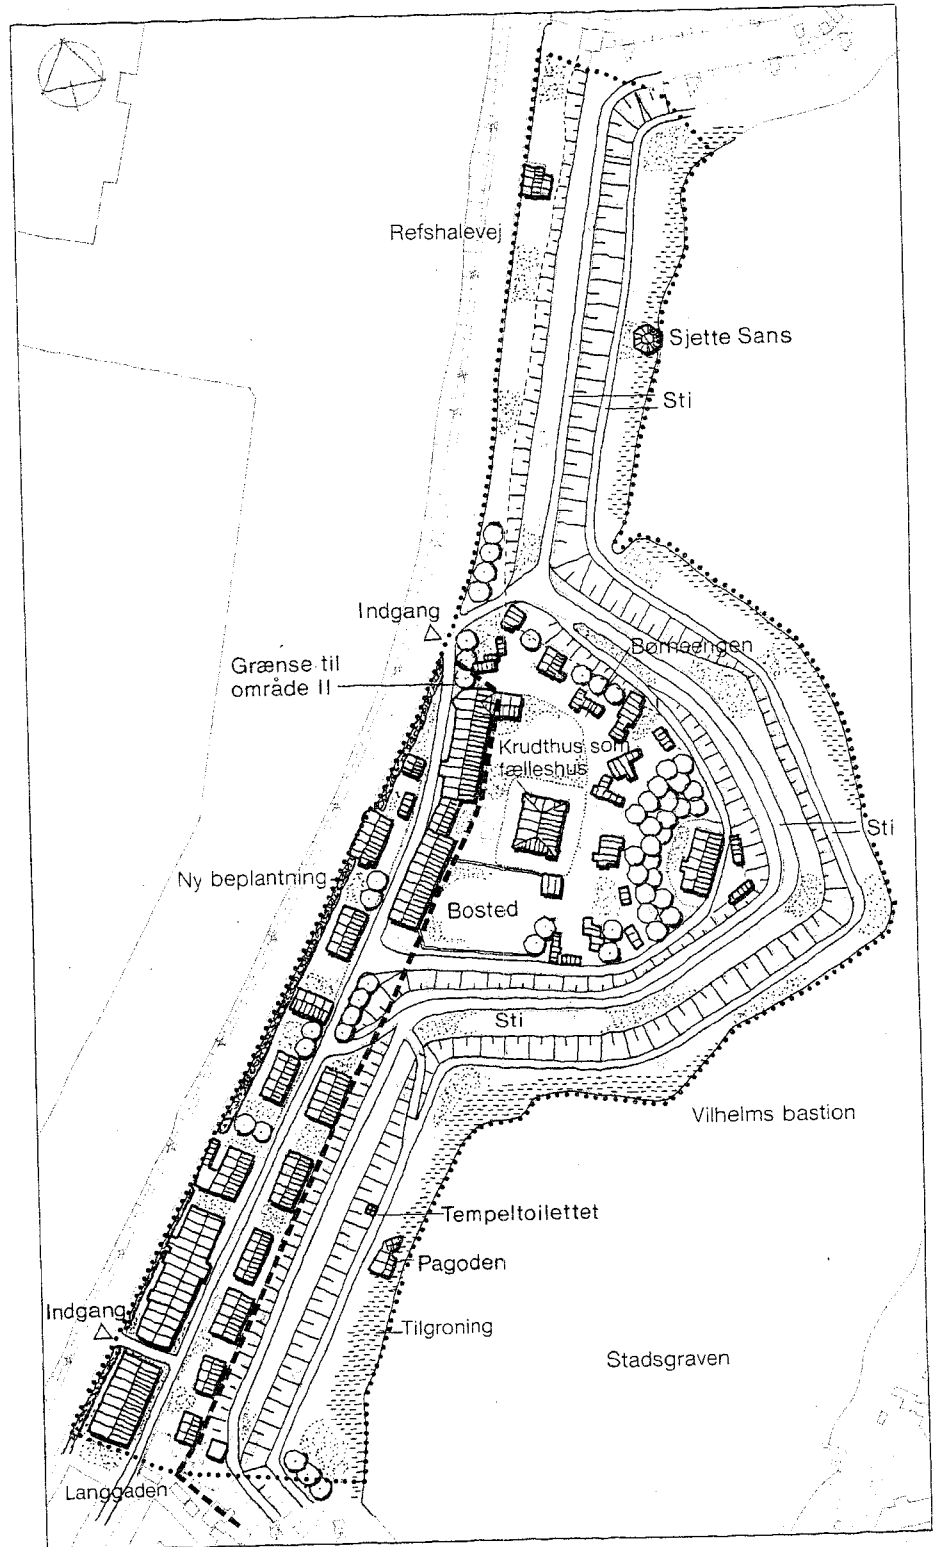 Refshalevej
Sjette Sans
Sti
Indgang
Grænse til
område II
Børneengen
Krudthus som
fælleshus
Sti
Ny beplantning
Bosted
Sti
Vilhelms bastion
Tempeltoilettet
Pagoden
Indgang
Tilgroning
Stadsgraven
Langgaden